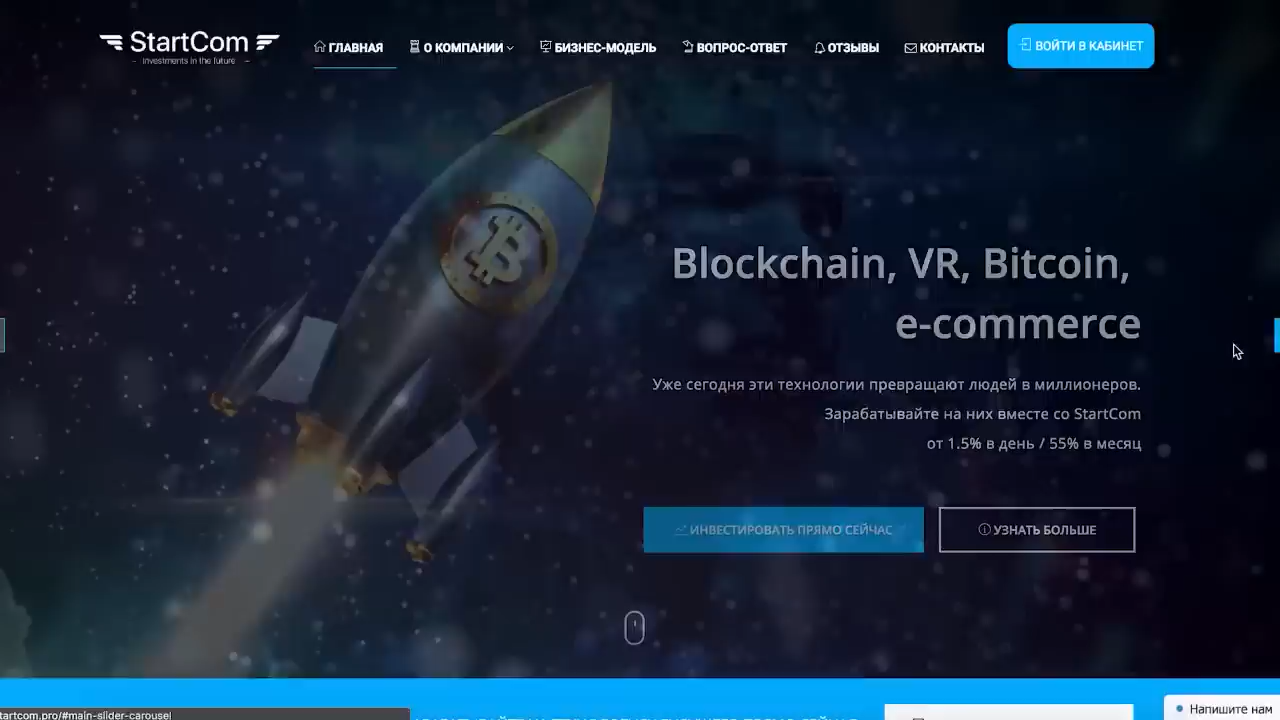 StartCom
investments in the future
ГЛАВНАЯ
О КОМПАНИИ
БИЗНЕС-МОДЕЛЬ
ВОПРОС-ОТВЕТ
ОТЗЫВЫ
КОНТАКТЫ
ВОЙТИ В КАБИНЕТ
Blockchain, VR, Bitcoin,
e-commerce
Уже сегодня эти технологии превращают людей в миллионеров.
Зарабатывайте на них вместе со StartCom
от 1.5% в день / 55% в месяц
ИНВЕСТИРОВАТЬ ПРЯМО СЕЙЧАС
УЗНАТЬ БОЛЬШЕ
tartcom.pro/#main-slider-carousel
Напишите нам